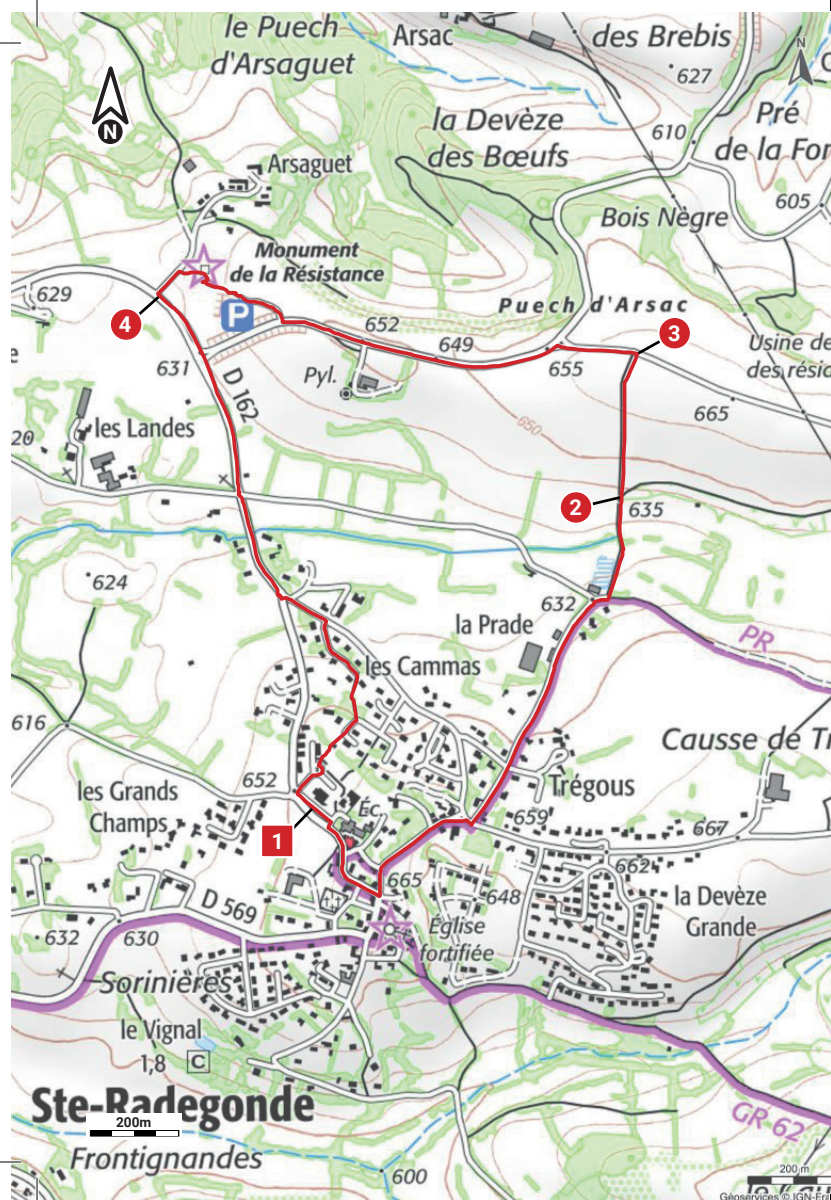 le Puech
d'Arsaguet
Arsac
des Brebis
627
N
la Devèze
des Bœufs
610
Pré
de la Fon
N
Arsaguet
605
Bois Nègre
Monument
de la Résistance
629
P
4
Puech d'Arsac
652
649
3
655
Usine de
des résid
631
D 162
Pyl.
665
650
les Landes
20
2
635
624
632
la Prade
PR
les Cammas
616
Causse de Tr
652
les Grands
Champs
Trégous
Éc.
1
659
667
662
665
648
la Devèze
Grande
D 569
Église
fortifiée
632
630
Sorinières
le Vignal
1,8 C
Ste-Radegonde
200m
GR 62
Frontignandes
600
200 m
Géoservices © IGN-F